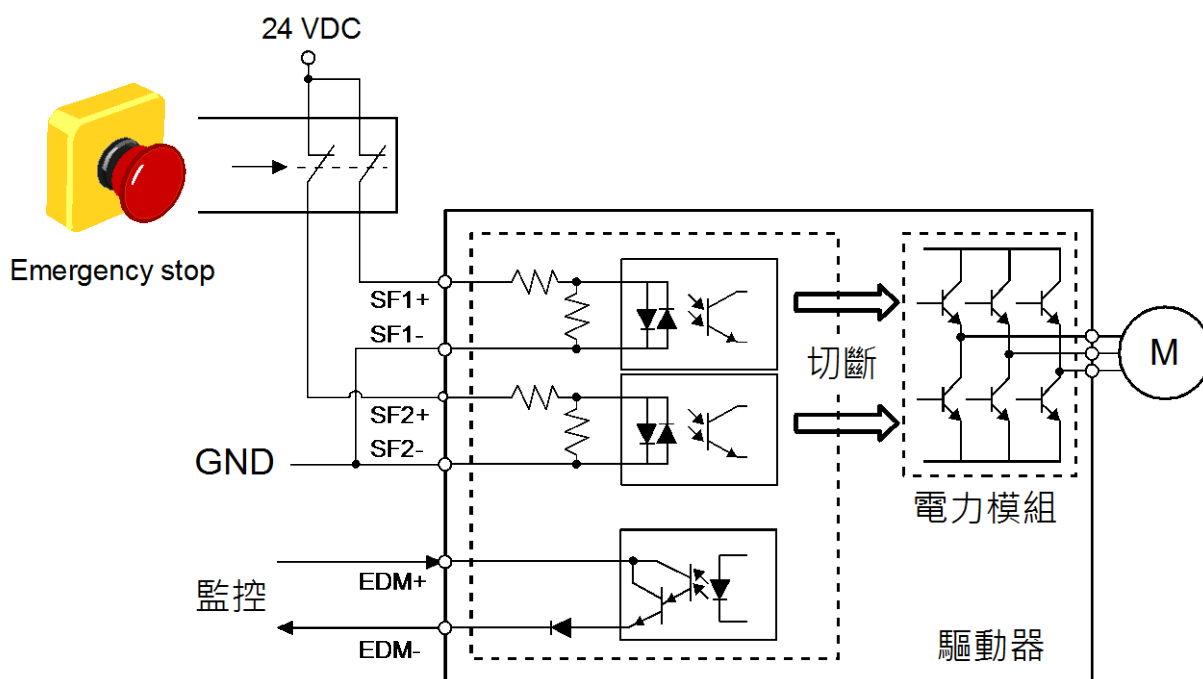 24 VDC
Emergency stop
SF1+
SF1-
SF2+
SF2-
GND
切斷
M
電力模組
EDM+
監控
EDM-
驅動器